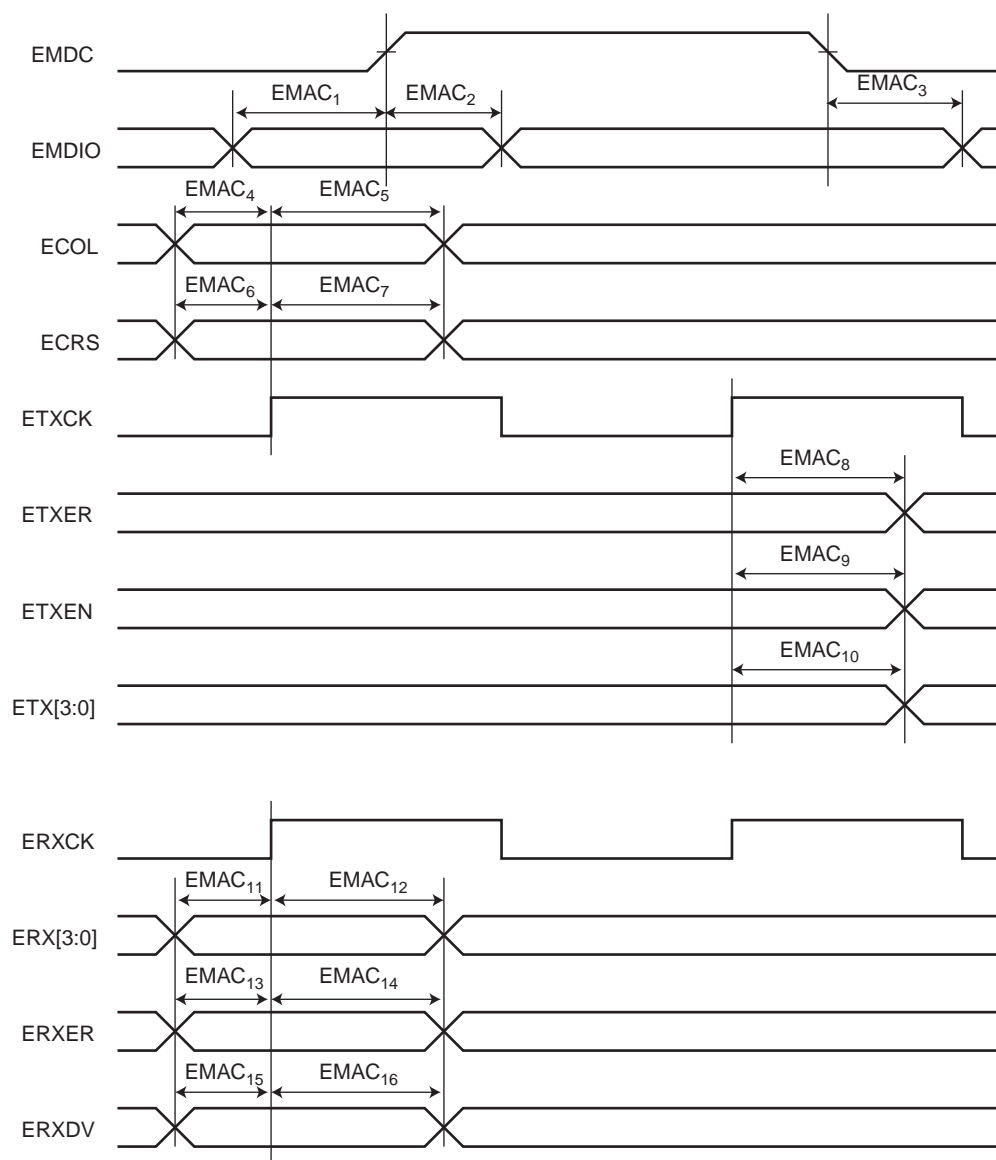 EMDC
EMAC₁ EMAC₂ EMAC₃
EMDIO
EMAC₄ EMAC₅
ECOL
EMAC₆ EMAC₇
ECRS
ETXCK
EMAC₈
ETXER
EMAC₉
ETXEN
EMAC₁₀
ETX[3:0]
ERXCK
EMAC₁₁ EMAC₁₂
ERX[3:0]
EMAC₁₃ EMAC₁₄
ERXER
EMAC₁₅ EMAC₁₆
ERXDV